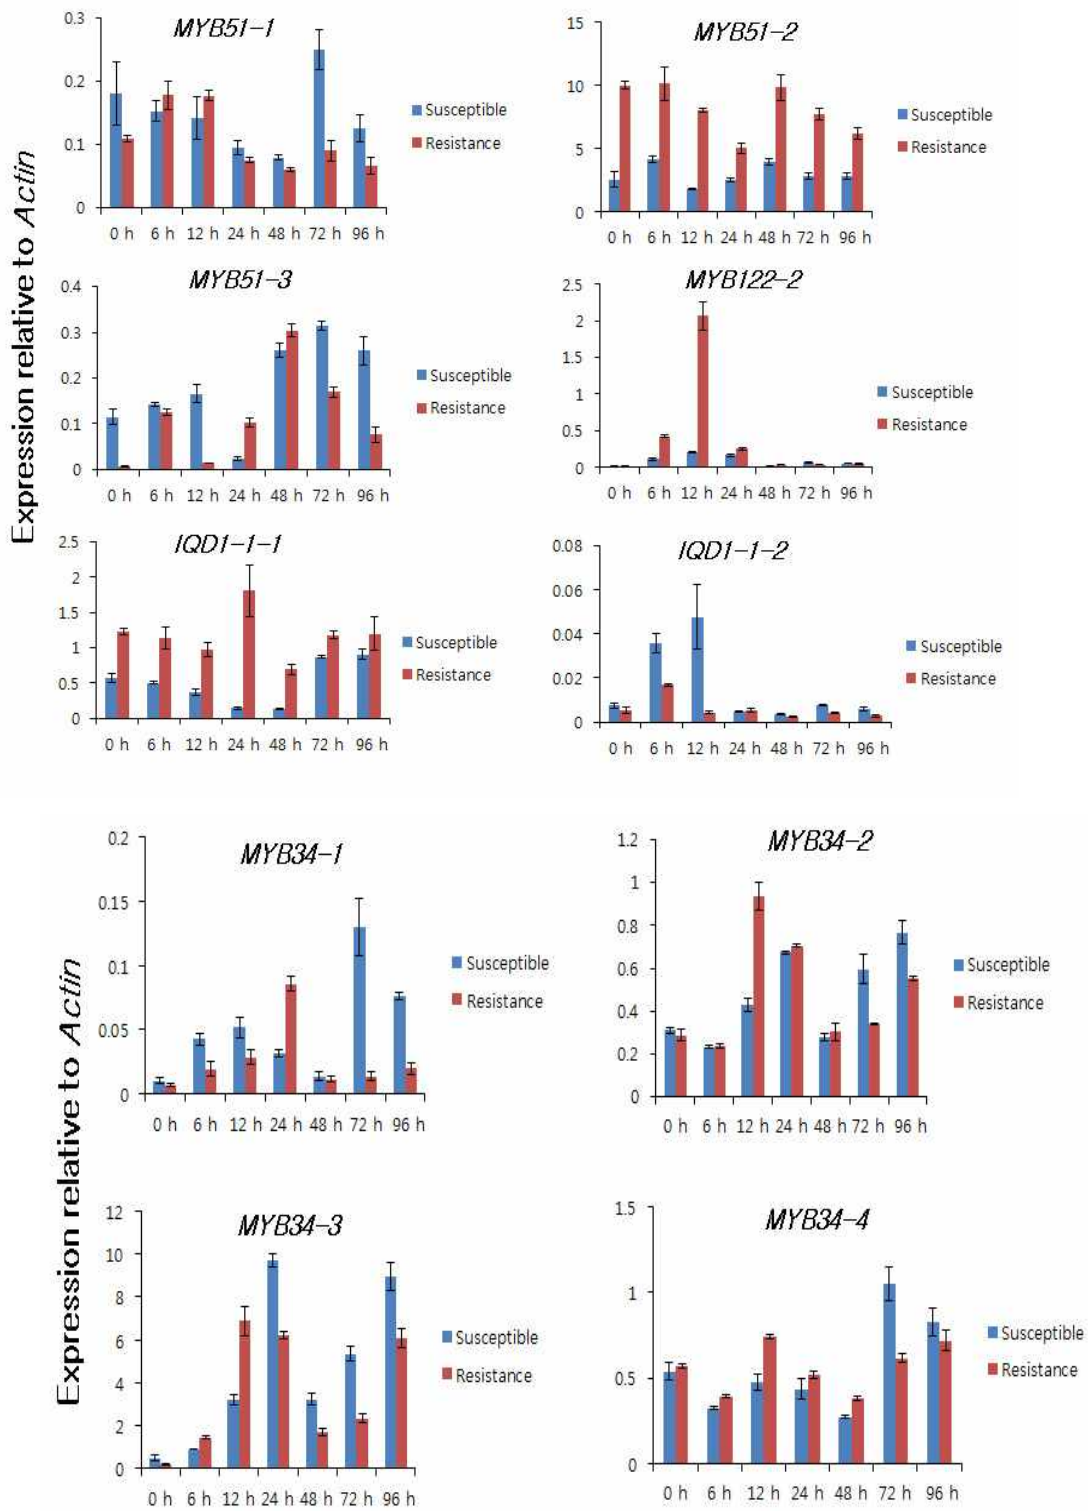 Expression relative to Actin
MYB51-1
0.3
0.2
0.1
0
0 h 6 h 12 h 24 h 48 h 72 h 96 h
Susceptible
Resistance
MYB51-2
15
10
5
0
0 h 6 h 12 h 24 h 48 h 72 h 96 h
Susceptible
Resistance
MYB51-3
0.4
0.3
0.2
0.1
0
0 h 6 h 12 h 24 h 48 h 72 h 96 h
Susceptible
Resistance
MYB122-2
2.5
2
1.5
1
0.5
0
0 h 6 h 12 h 24 h 48 h 72 h 96 h
Susceptible
Resistance
IQD1-1-1
2.5
2
1.5
1
0.5
0
0 h 6 h 12 h 24 h 48 h 72 h 96 h
Susceptible
Resistance
IQD1-1-2
0.08
0.06
0.04
0.02
0
0 h 6 h 12 h 24 h 48 h 72 h 96 h
Susceptible
Resistance
Expression relative to Actin
MYB34-1
0.2
0.15
0.1
0.05
0
0 h 6 h 12 h 24 h 48 h 72 h 96 h
Susceptible
Resistance
MYB34-2
1.2
1
0.8
0.6
0.4
0.2
0
0 h 6 h 12 h 24 h 48 h 72 h 96 h
Susceptible
Resistance
MYB34-3
12
10
8
6
4
2
0
0 h 6 h 12 h 24 h 48 h 72 h 96 h
Susceptible
Resistance
MYB34-4
1.5
1
0.5
0
0 h 6 h 12 h 24 h 48 h 72 h 96 h
Susceptible
Resistance